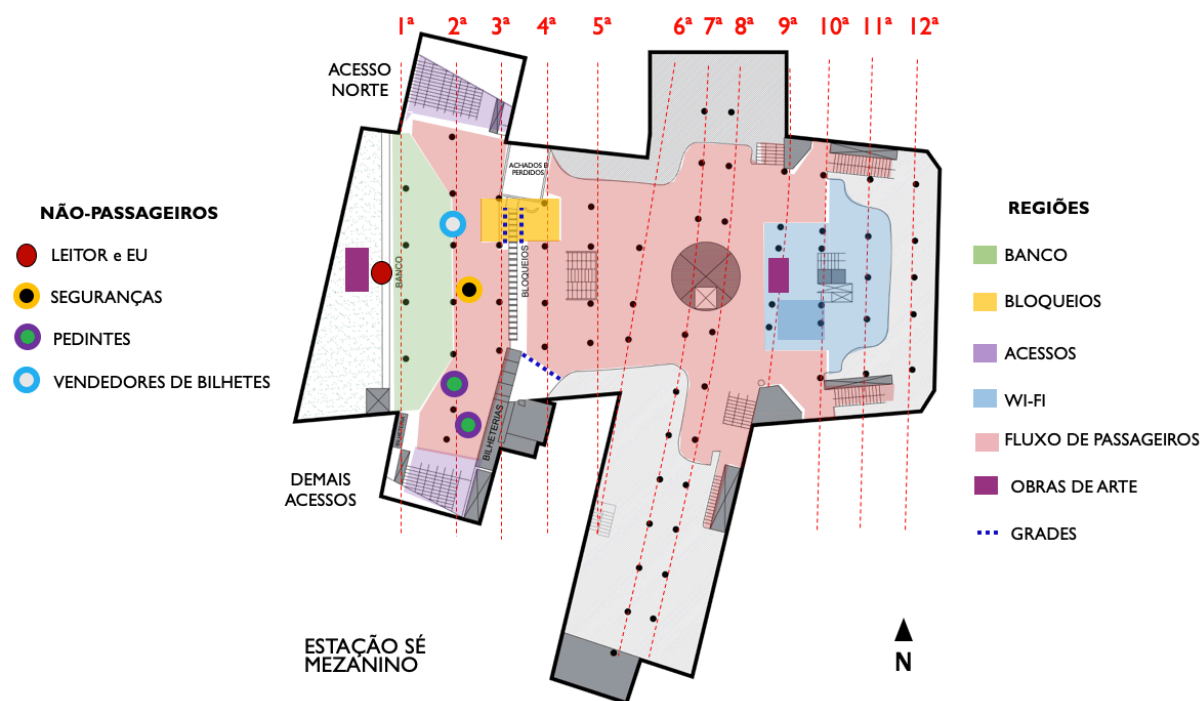 1ª 2ª 3ª 4ª 5ª 6ª 7ª 8ª 9ª 10ª 11ª 12ª
ACESSO
NORTE
ACHADOS E
PERDIDOS
NÃO-PASSAGEIROS
LEITOR e EU
SEGURANÇAS
PEDINTES
VENDEDORES DE BILHETES
BANCO
BLOQUEIOS
BILHETERIAS
REGIÕES
BANCO
BLOQUEIOS
ACESSOS
WI-FI
FLUXO DE PASSAGEIROS
OBRAS DE ARTE
GRADES
DEMAIS
ACESSOS
ESTAÇÃO SÉ
MEZANINO
N